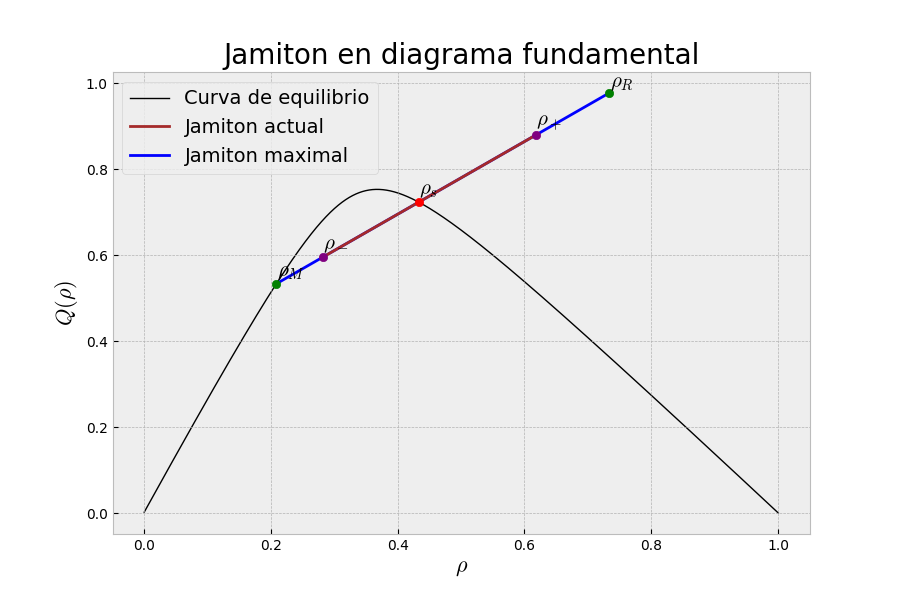 Jamiton en diagrama fundamental
1.0
0.8
0.6
0.4
0.2
0.0
Q(ρ)
Curva de equilibrio
Jamiton actual
Jamiton maximal
ρ_R
ρ_+
ρ_s
ρ_−
ρ_M
0.0 0.2 0.4 0.6 0.8 1.0
ρ